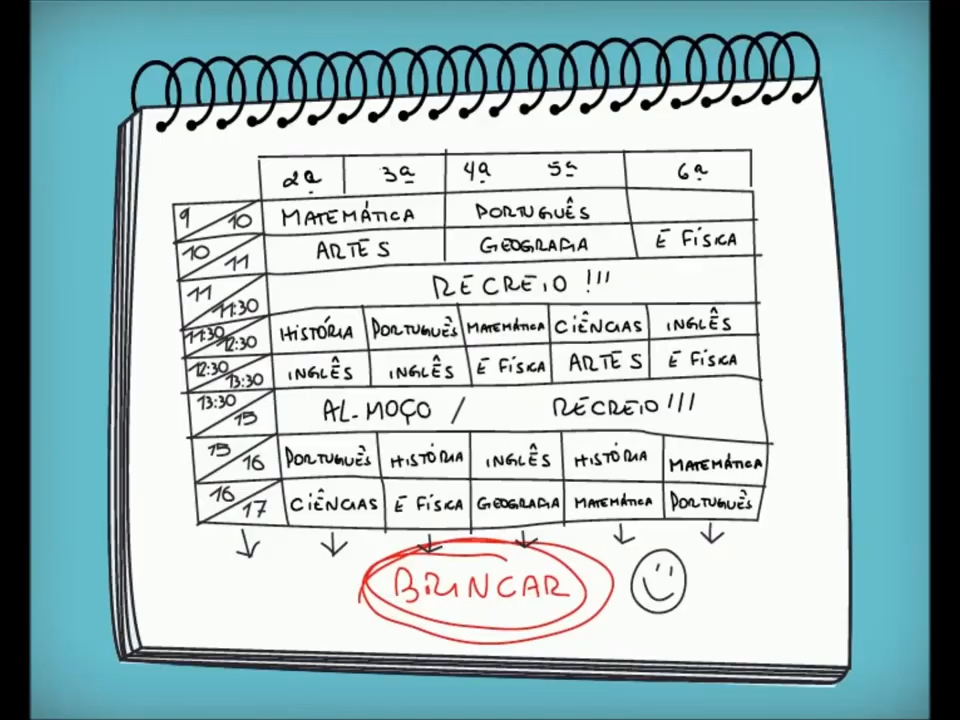 2ª 3ª 4ª 5ª 6ª
9 / 10 MATEMÁTICA PORTUGUÊS
10 / 11 ARTES GEOGRAFIA E FÍSICA
11 / 11:30 RECREIO !!!
11:30 / 12:30 HISTÓRIA PORTUGUÊS MATEMÁTICA CIÊNCIAS INGLÊS
12:30 / 13:30 INGLÊS INGLÊS E FÍSICA ARTES E FÍSICA
13:30 / 15 AL-MOÇO / RECREIO !!!
15 / 16 PORTUGUÊS HISTÓRIA INGLÊS HISTÓRIA MATEMÁTICA
16 / 17 CIÊNCIAS E FÍSICA GEOGRAFIA MATEMÁTICA PORTUGUÊS
BRINCAR